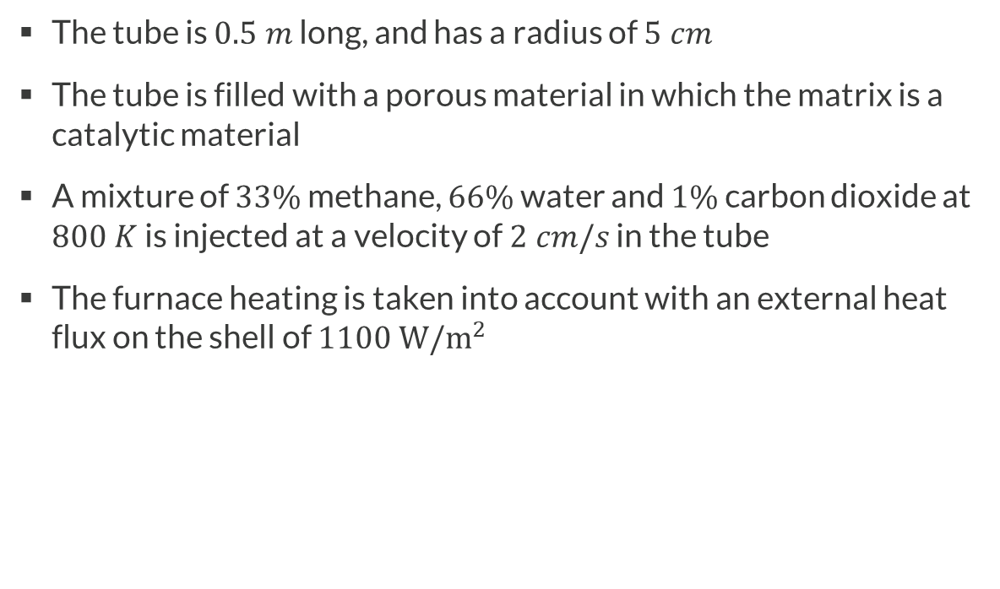 ▪ The tube is 0.5 m long, and has a radius of 5 cm
▪ The tube is filled with a porous material in which the matrix is a
catalytic material
▪ A mixture of 33% methane, 66% water and 1% carbon dioxide at
800 K is injected at a velocity of 2 cm/s in the tube
▪ The furnace heating is taken into account with an external heat
flux on the shell of 1100 W/m²